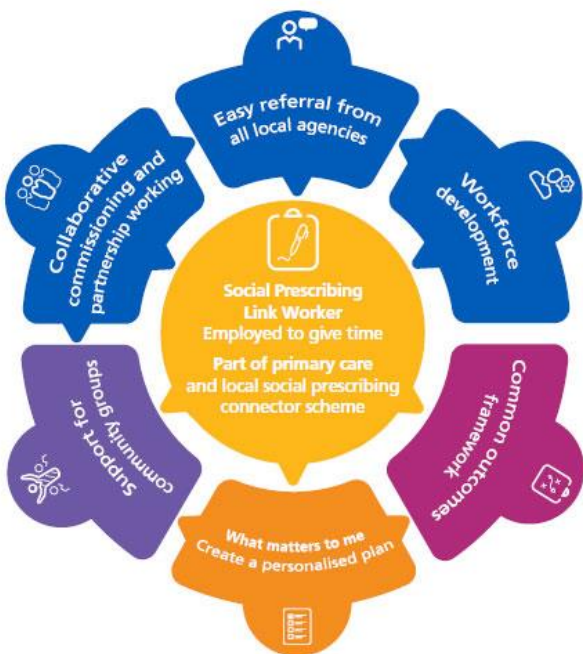 Easy referral from
all local agencies
Workforce
development
Common outcomes
framework
What matters to me
Create a personalised plan
Support for
community groups
Collaborative
commissioning and
partnership working
Social Prescribing
Link Worker
Employed to give time
Part of primary care
and local social prescribing
connector scheme